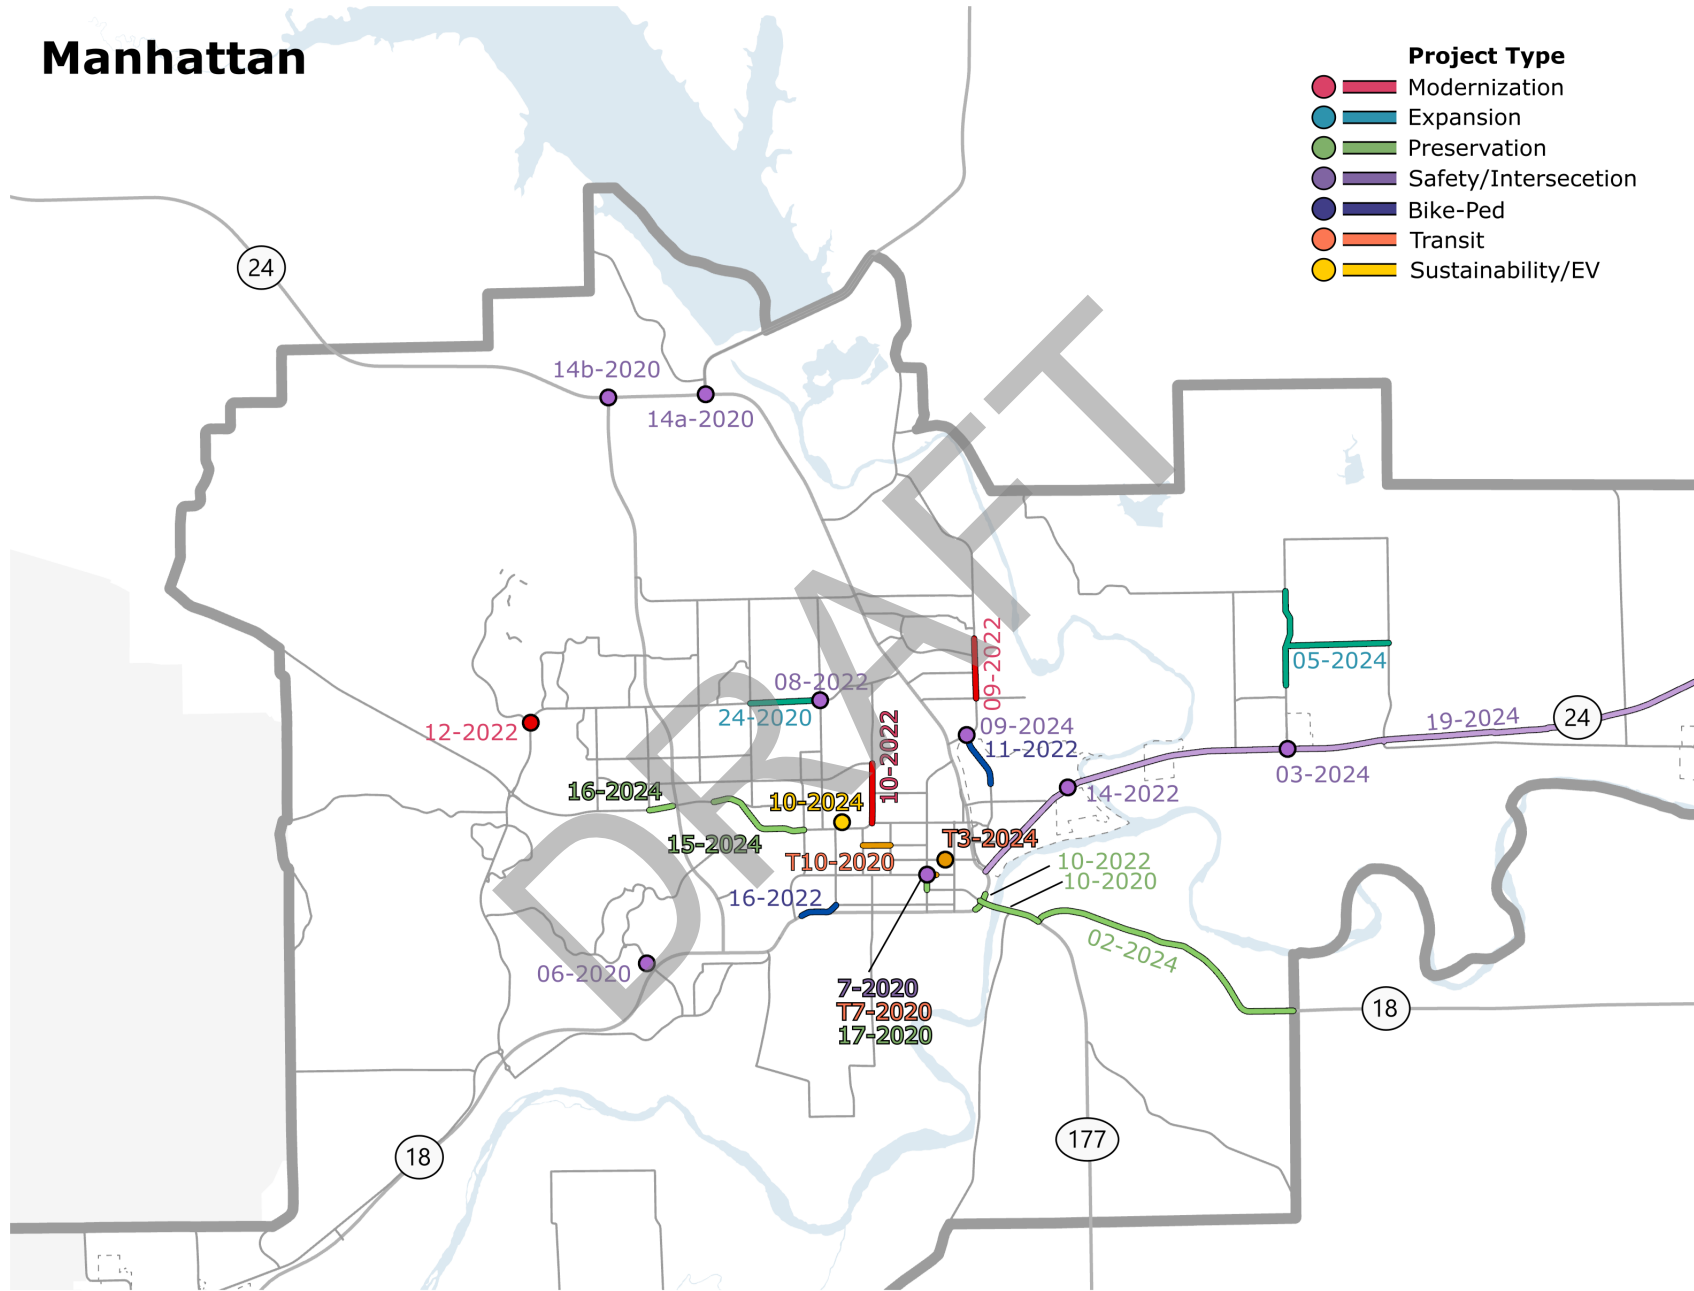 Manhattan
Project Type
Modernization
Expansion
Preservation
Safety/Intersecetion
Bike-Ped
Transit
Sustainability/EV
24
14b-2020
14a-2020
DRAFT
09-2022
05-2024
08-2022
24-2020
12-2022
10-2022
09-2024
11-2022
19-2024
24
03-2024
14-2022
16-2024
10-2024
15-2024
T3-2024
T10-2020
10-2022
10-2020
16-2022
02-2024
06-2020
7-2020
T7-2020
17-2020
18
177
18